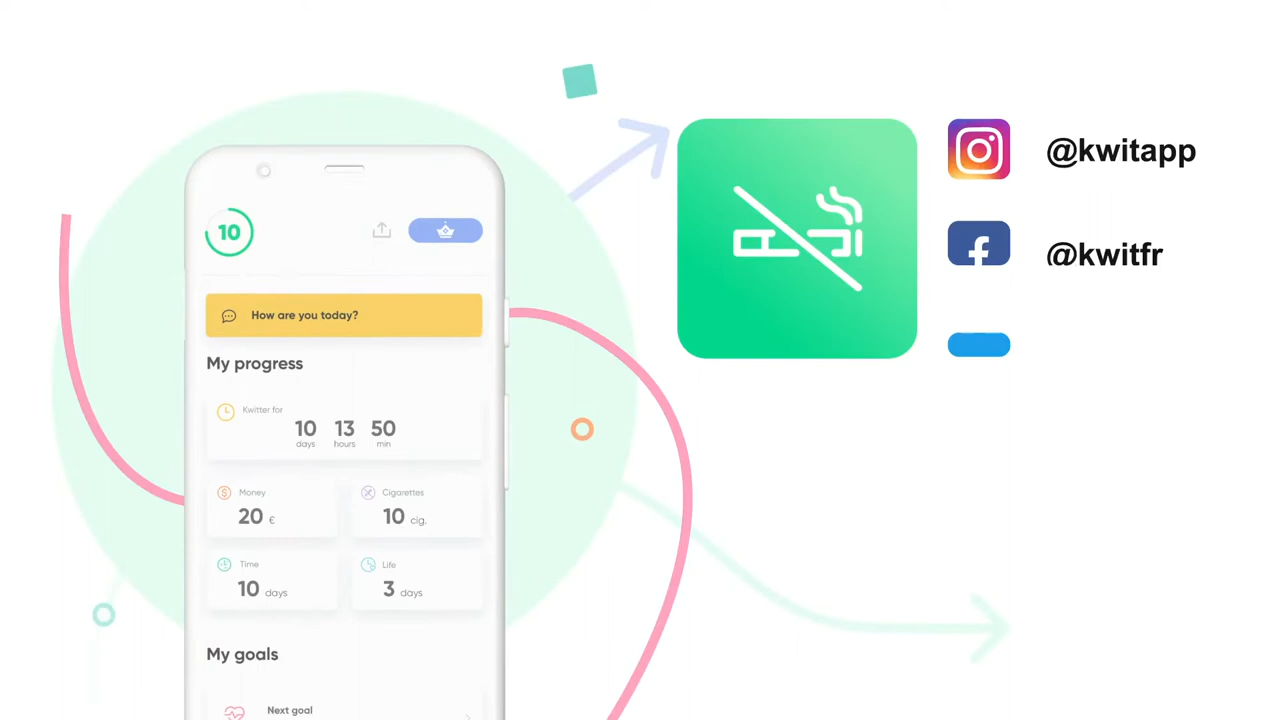 10
How are you today?
My progress
Kwitter for
10 13 50
days hours min
Money
20 €
Cigarettes
10 cig.
Time
10 days
Life
3 days
My goals
Next goal
@kwitapp
@kwitfr